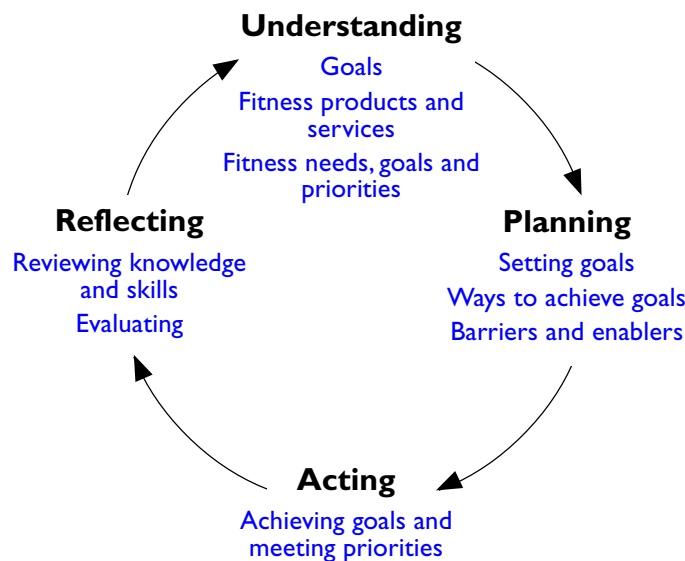 Understanding
Goals
Fitness products and
services
Fitness needs, goals and
priorities
Planning
Setting goals
Ways to achieve goals
Barriers and enablers
Acting
Achieving goals and
meeting priorities
Reflecting
Reviewing knowledge
and skills
Evaluating